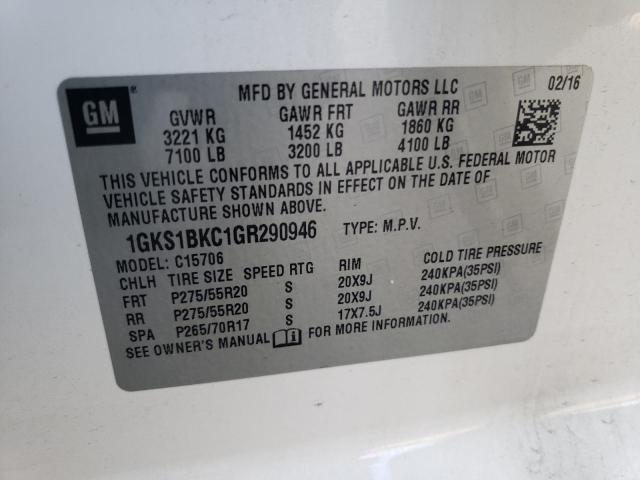 MFD BY GENERAL MOTORS LLC 02/16
GM
GVWR GAWR FRT GAWR RR
3221 KG 1452 KG 1860 KG
7100 LB 3200 LB 4100 LB
THIS VEHICLE CONFORMS TO ALL APPLICABLE U.S. FEDERAL MOTOR
VEHICLE SAFETY STANDARDS IN EFFECT ON THE DATE OF
MANUFACTURE SHOWN ABOVE.
1GKS1BKC1GR290946 TYPE: M.P.V.
MODEL: C15706
CHLH TIRE SIZE SPEED RTG RIM COLD TIRE PRESSURE
FRT P275/55R20 S 20X9J 240KPA(35PSI)
RR P275/55R20 S 20X9J 240KPA(35PSI)
SPA P265/70R17 S 17X7.5J 240KPA(35PSI)
SEE OWNER'S MANUAL FOR MORE INFORMATION.